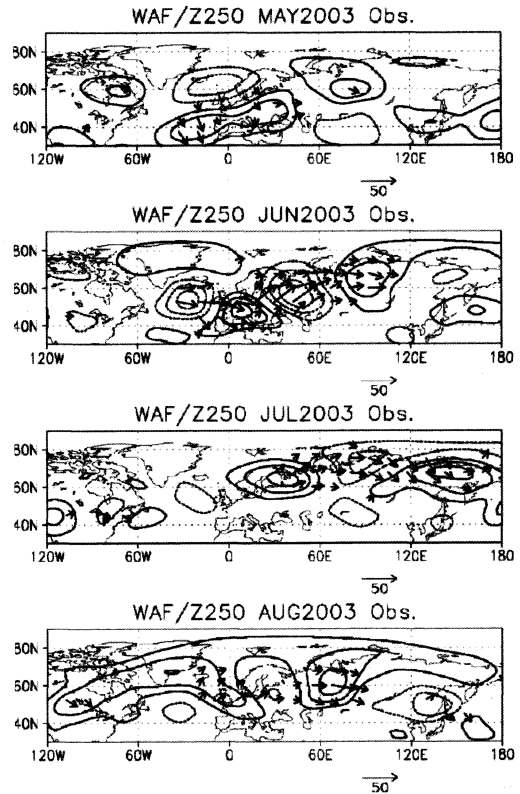 WAF/Z250 MAY2003 Obs.
80N
60N
40N
120W 60W 0 60E 120E 180
50
WAF/Z250 JUN2003 Obs.
80N
60N
40N
120W 60W 0 60E 120E 180
50
WAF/Z250 JUL2003 Obs.
80N
60N
40N
120W 60W 0 60E 120E 180
50
WAF/Z250 AUG2003 Obs.
80N
60N
40N
120W 60W 0 60E 120E 180
50